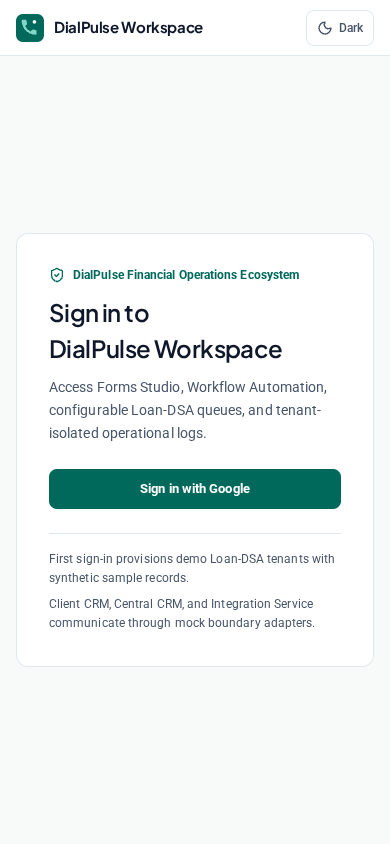 DialPulse Workspace
Dark
DialPulse Financial Operations Ecosystem
Sign in to
DialPulse Workspace
Access Forms Studio, Workflow Automation,
configurable Loan-DSA queues, and tenant-
isolated operational logs.
Sign in with Google
First sign-in provisions demo Loan-DSA tenants with
synthetic sample records.
Client CRM, Central CRM, and Integration Service
communicate through mock boundary adapters.